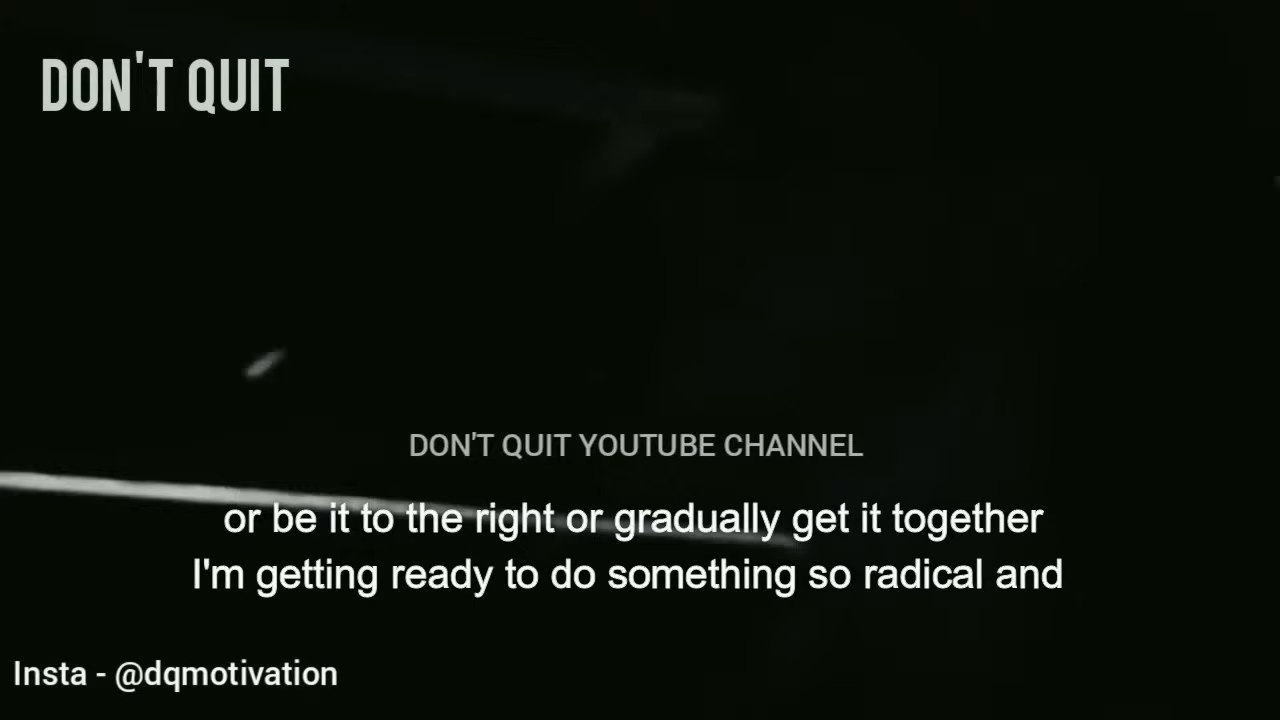 DON'T QUIT
DON'T QUIT YOUTUBE CHANNEL
or be it to the right or gradually get it together
I'm getting ready to do something so radical and
Insta - @dqmotivation